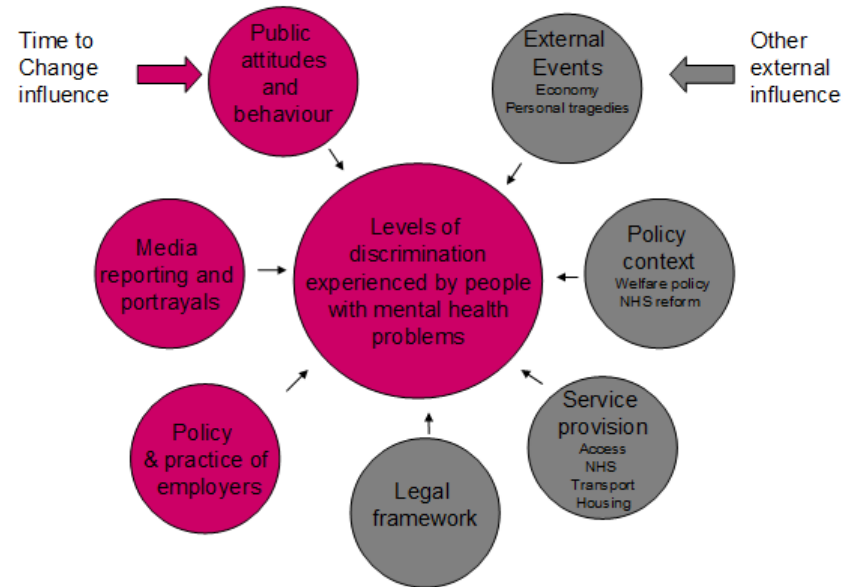 Time to
Change
influence
Public
attitudes
and
behaviour
External
Events
Economy
Personal tragedies
Other
external
influence
Media
reporting and
portrayals
Levels of
discrimination
experienced by people
with mental health
problems
Policy
context
Welfare policy
NHS reform
Policy
& practice of
employers
Legal
framework
Service
provision
Access
NHS
Transport
Housing